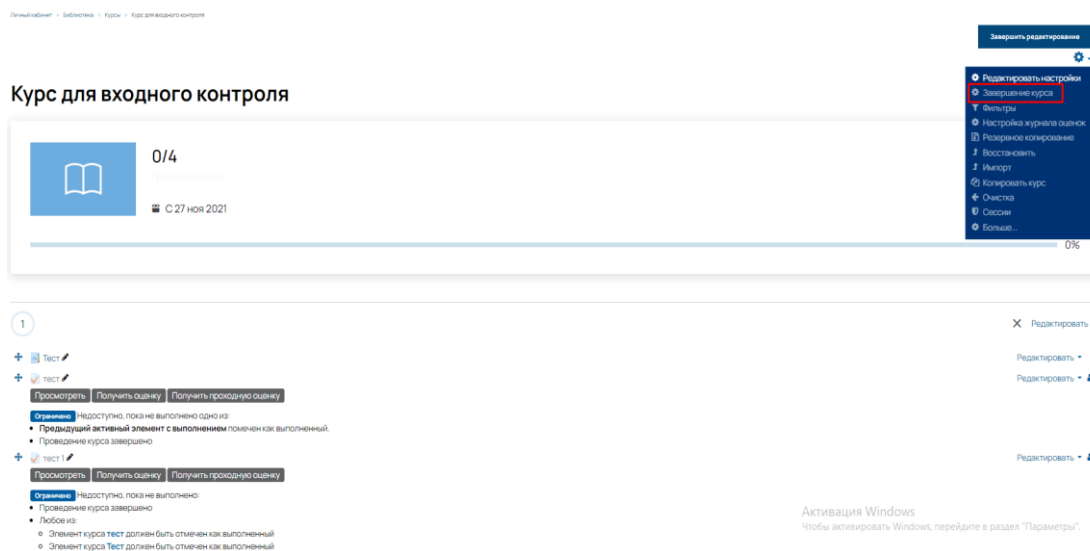 Личный кабинет > Библиотека > Курсы > Курс для входного контроля
Завершить редактирование
Курс для входного контроля
Редактировать настройки
Завершение курса
Фильтры
Настройка журнала оценок
Резервное копирование
Восстановить
Импорт
Копировать курс
Очистка
Сессии
Больше...
0/4
С 27 ноя 2021
0%
1
Редактировать
Тест
Редактировать
тест
Редактировать
Просмотреть Получить оценку Получить проходную оценку
Ограничено Недоступно, пока не выполнено одно из:
Предыдущий активный элемент с выполнением помечен как выполненный.
Проведение курса завершено
тест 1
Редактировать
Просмотреть Получить оценку Получить проходную оценку
Ограничено Недоступно, пока не выполнено:
Проведение курса завершено
Любое из:
Элемент курса тест должен быть отмечен как выполненный
Элемент курса Тест должен быть отмечен как выполненный
Активация Windows
Чтобы активировать Windows, перейдите в раздел "Параметры".